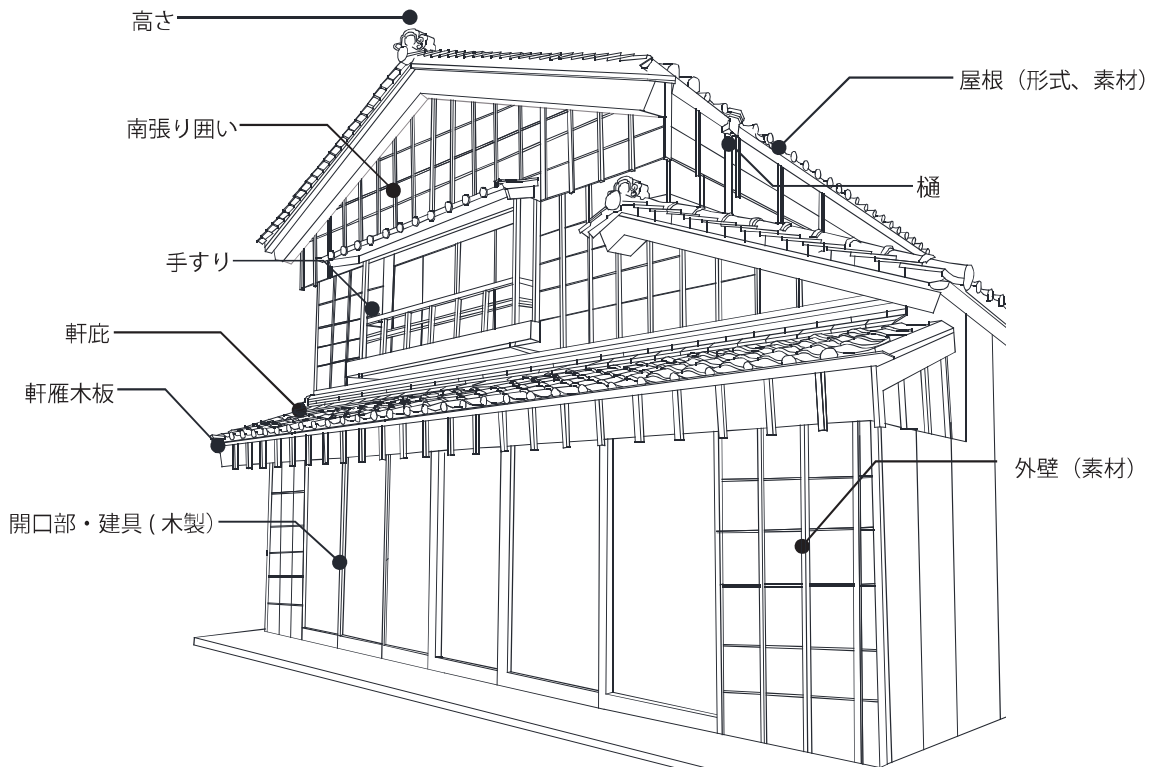 高さ
屋根（形式、素材）
南張り囲い
樋
手すり
軒庇
軒雁木板
外壁（素材）
開口部・建具 ( 木製）